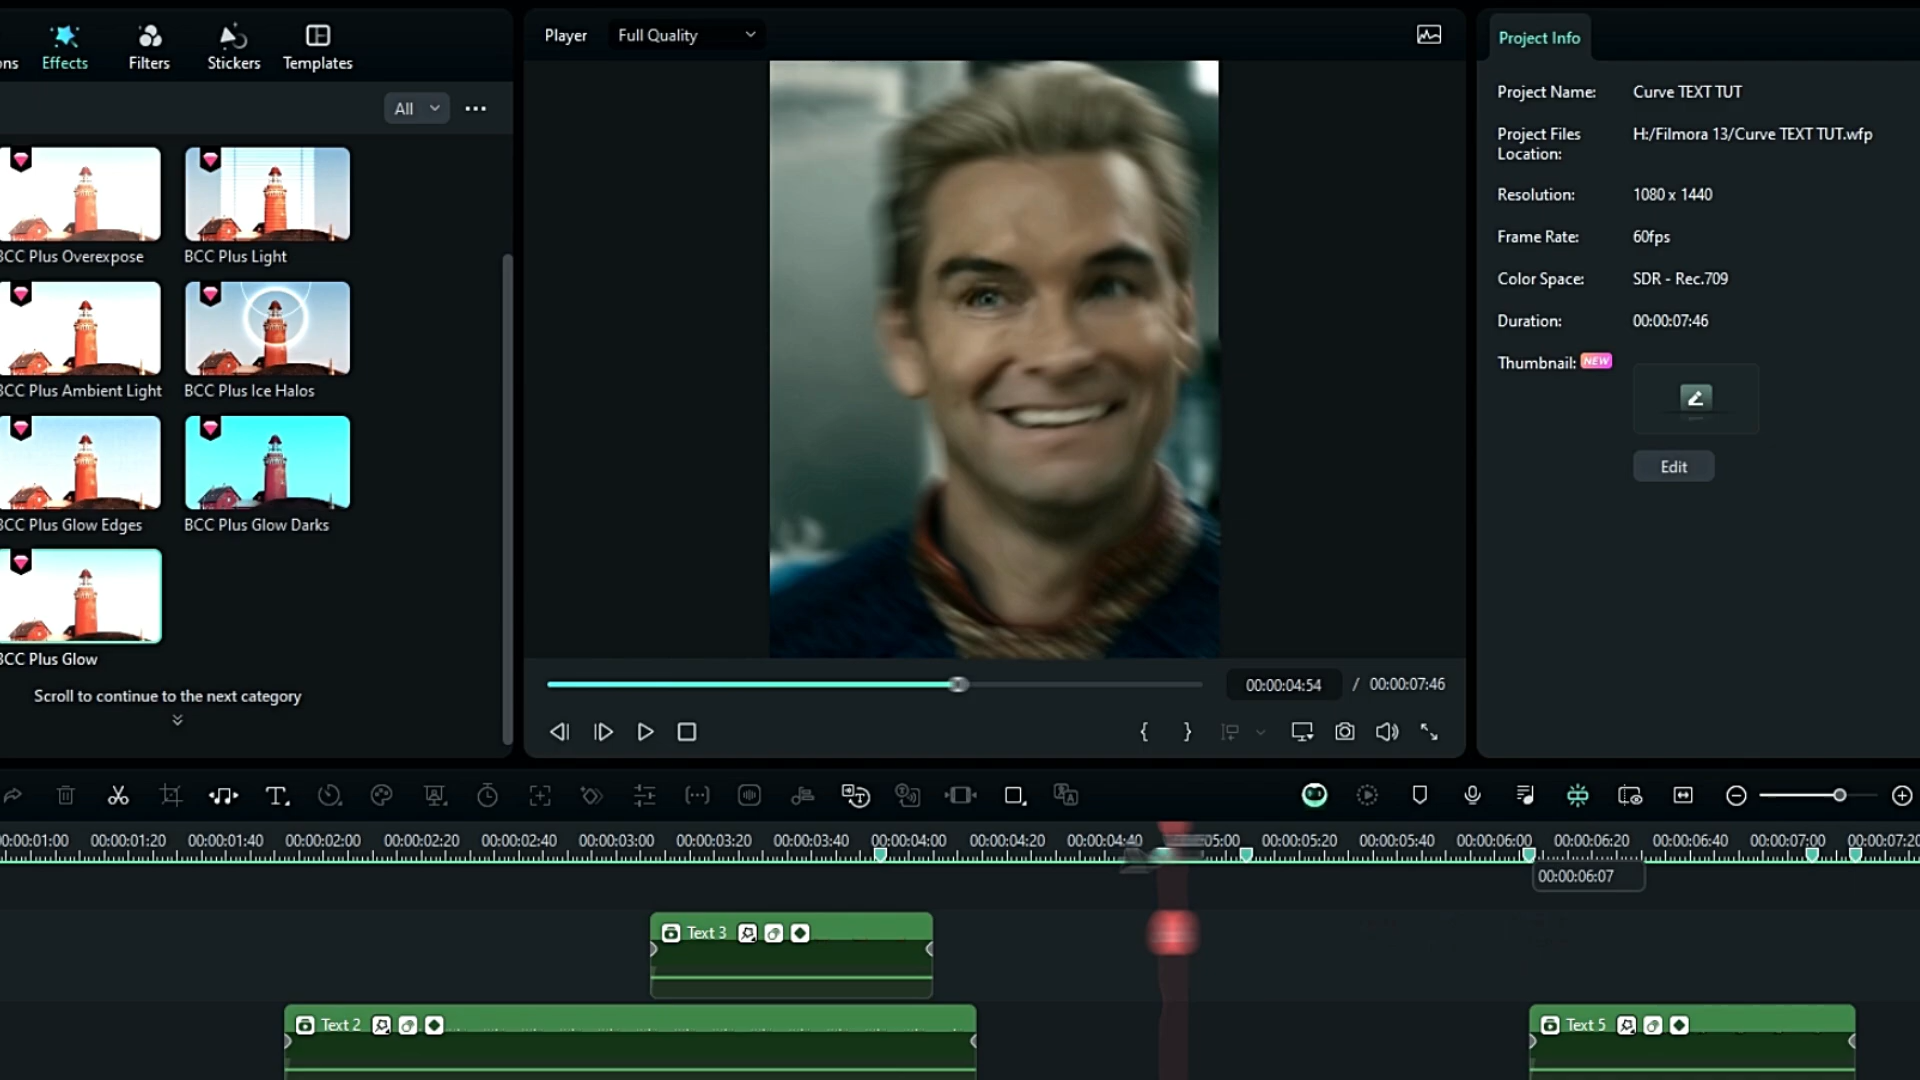 ons
Effects
Filters
Stickers
Templates
Player
Full Quality
Project Info
All
BCC Plus Overexpose
BCC Plus Light
BCC Plus Ambient Light
BCC Plus Ice Halos
BCC Plus Glow Edges
BCC Plus Glow Darks
BCC Plus Glow
Scroll to continue to the next category
Project Name:
Curve TEXT TUT
Project Files Location:
H:/Filmora 13/Curve TEXT TUT.wfp
Resolution:
1080 x 1440
Frame Rate:
60fps
Color Space:
SDR - Rec.709
Duration:
00:00:07:46
Thumbnail:
NEW
Edit
00:00:04:54 / 00:00:07:46
0:00:01:00 00:00:01:20 00:00:01:40 00:00:02:00 00:00:02:20 00:00:02:40 00:00:03:00 00:00:03:20 00:00:03:40 00:00:04:00 00:00:04:20 00:00:04:40 05:00 00:00:05:20 00:00:05:40 00:00:06:00 00:00:06:20 00:00:06:40 00:00:07:00 00:00:07:20
00:00:06:07
Text 3
Text 2
Text 5